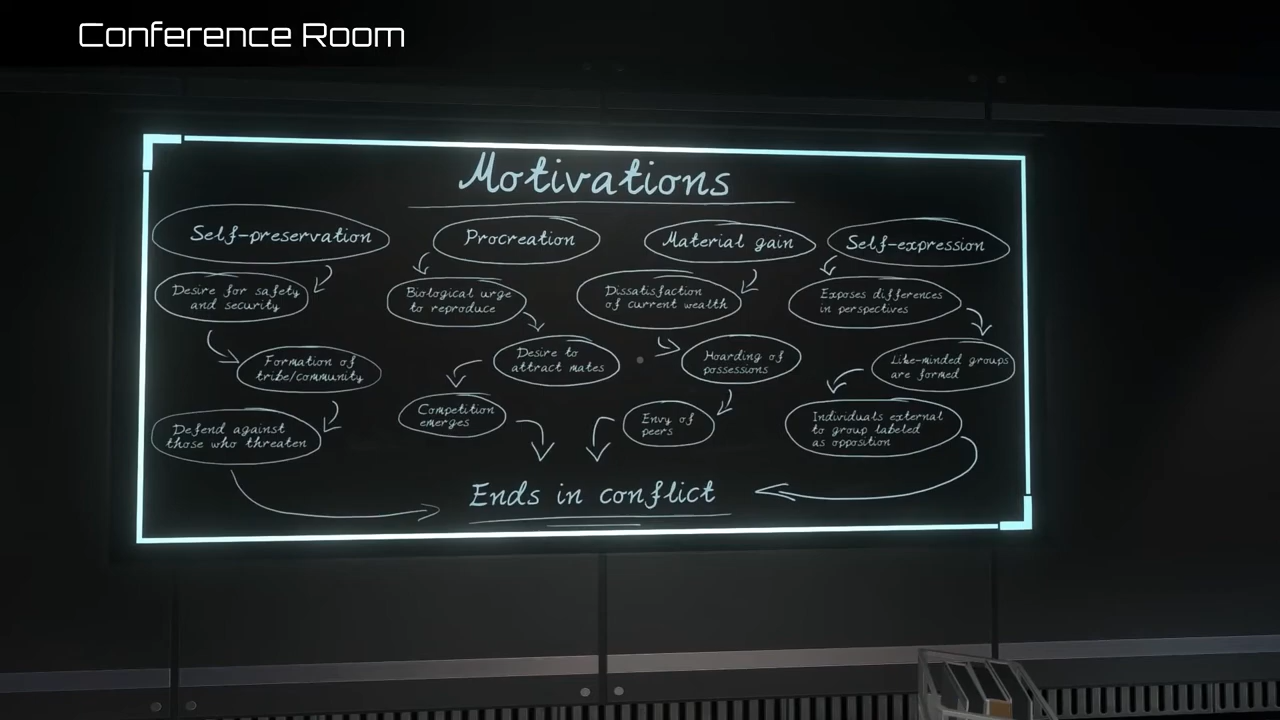 Conference Room
Motivations
Self-preservation
Desire for safety
and security
Formation of
tribe/community
Defend against
those who threaten
Procreation
Biological urge
to reproduce
Desire to
attract mates
Competition
emerges
Material gain
Dissatisfaction
of current wealth
Hoarding of
possessions
Envy of
peers
Self-expression
Exposes differences
in perspectives
Like-minded groups
are formed
Individuals external
to group labeled
as opposition
Ends in conflict